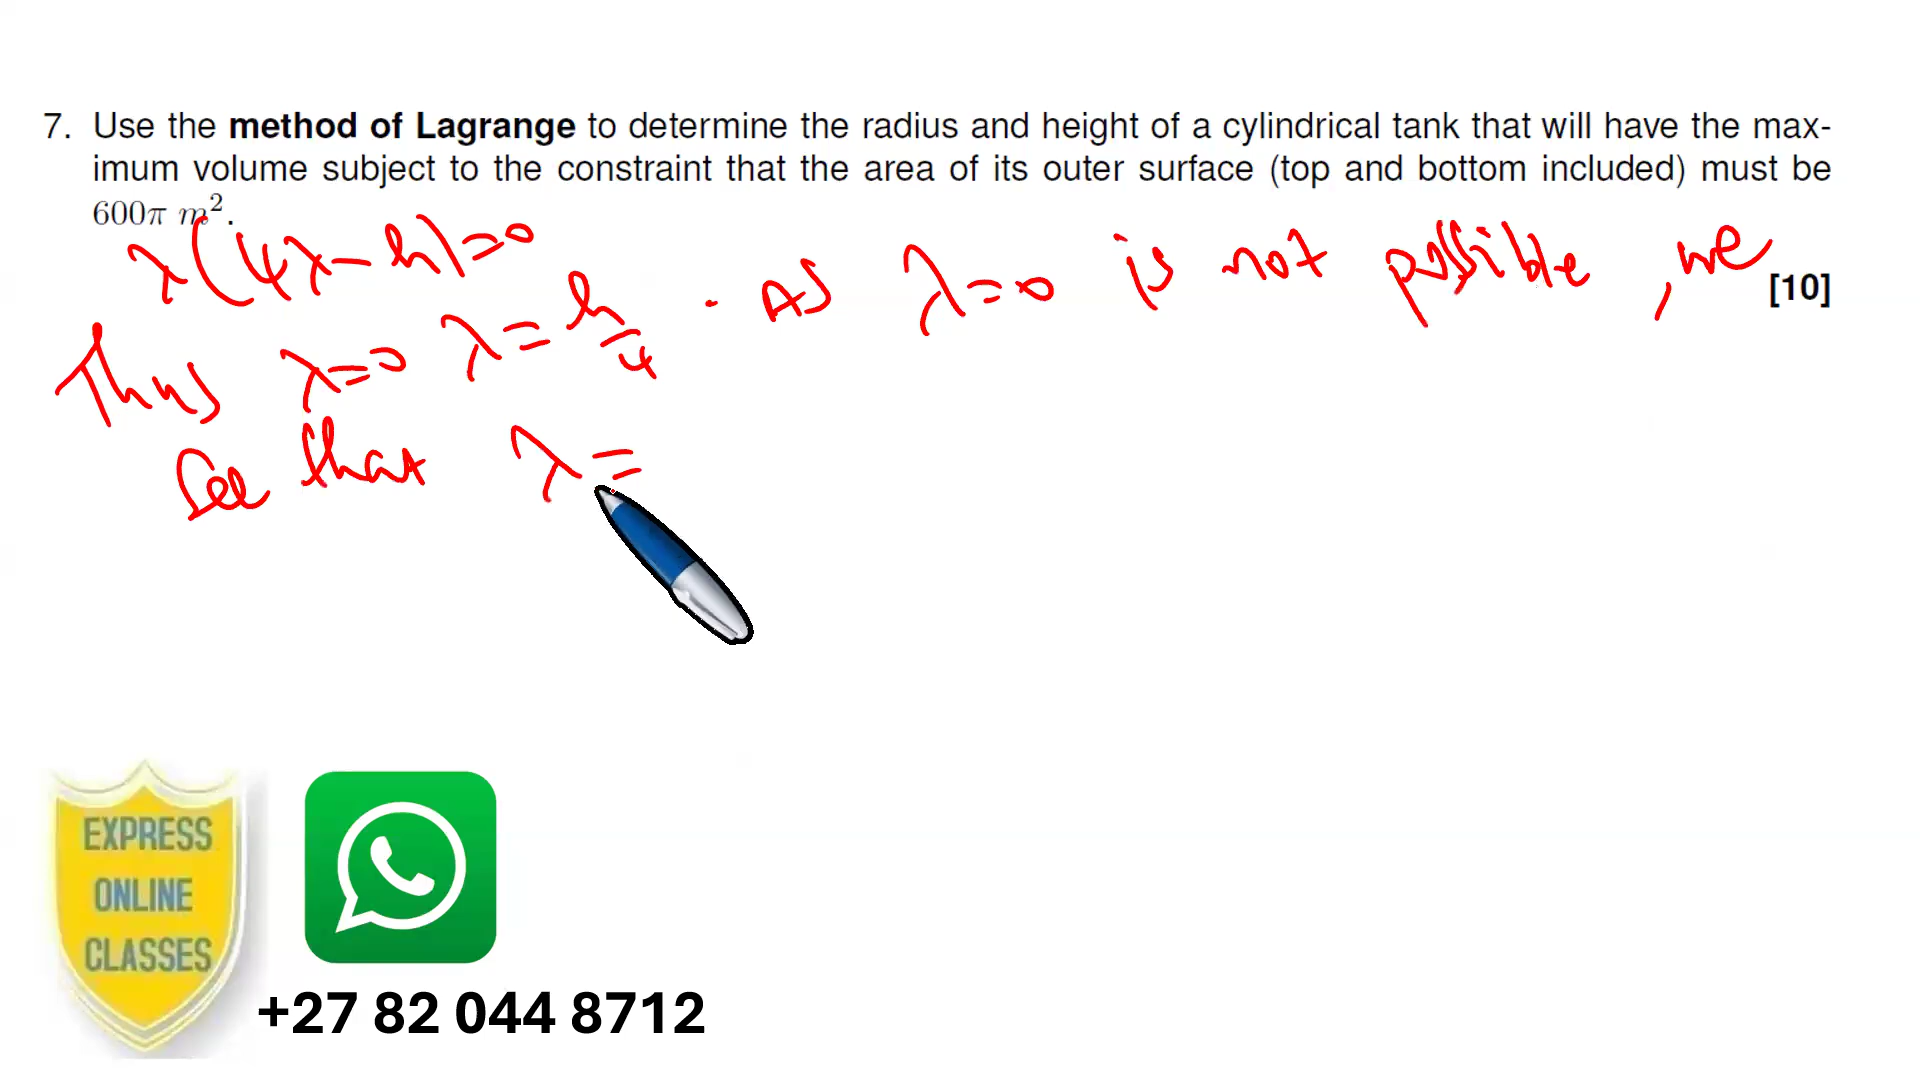 7. Use the method of Lagrange to determine the radius and height of a cylindrical tank that will have the max-
imum volume subject to the constraint that the area of its outer surface (top and bottom included) must be
600π m².
[10]
λ(4λ-h)=0
Thus λ=0 λ=h/4 . As λ=0 is not possible, we
see that λ=
EXPRESS
ONLINE
CLASSES
+27 82 044 8712